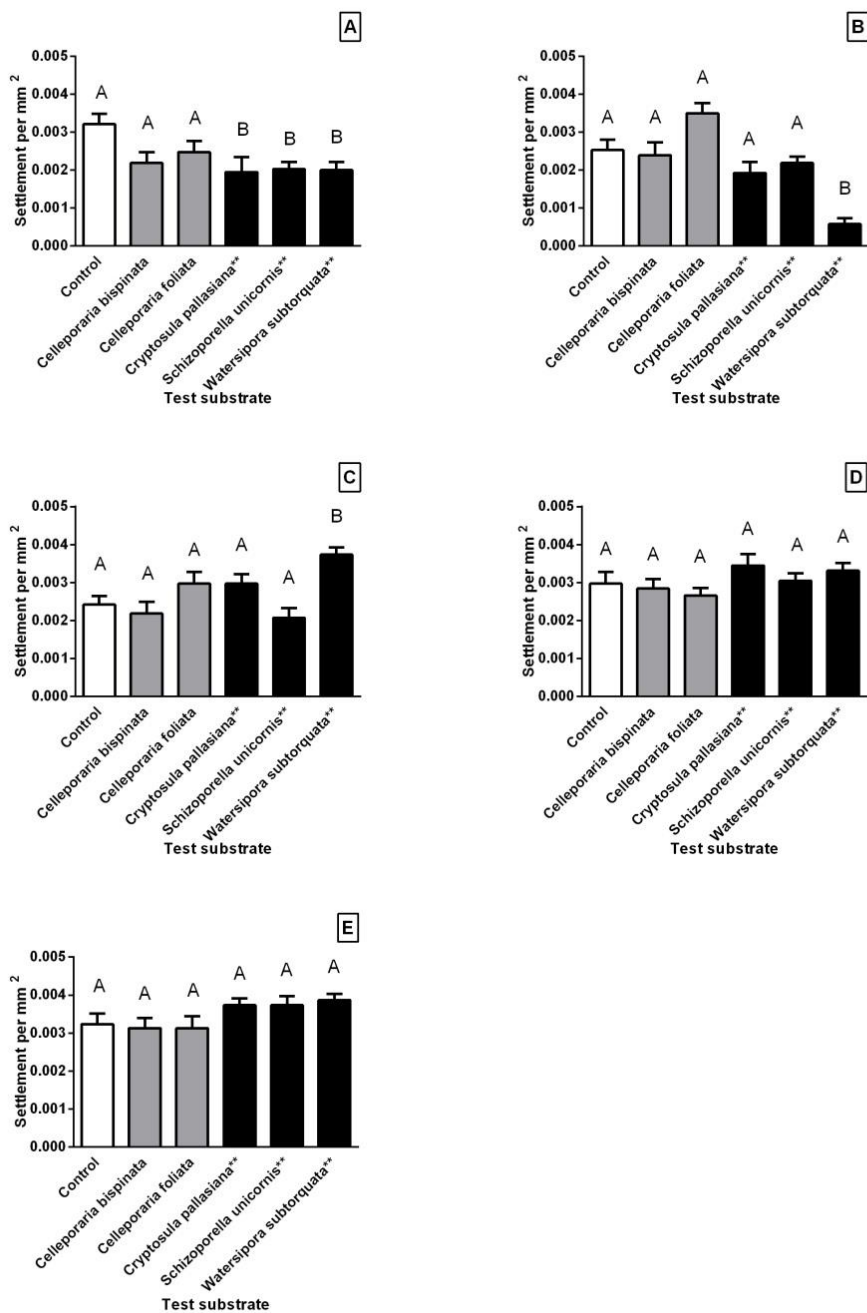 A
Settlement per mm 2
0.005
0.004
0.003
0.002
0.001
0.000
A
A
A
B
B
B
Control
Celleporaria bispinata
Celleporaria foliata
Cryptosula pallasiana**
Schizoporella unicornis**
Watersipora subtorquata**
Test substrate
B
Settlement per mm 2
0.005
0.004
0.003
0.002
0.001
0.000
A
A
A
A
A
B
Control
Celleporaria bispinata
Celleporaria foliata
Cryptosula pallasiana**
Schizoporella unicornis**
Watersipora subtorquata**
Test substrate
C
Settlement per mm 2
0.005
0.004
0.003
0.002
0.001
0.000
A
A
A
A
A
B
Control
Celleporaria bispinata
Celleporaria foliata
Cryptosula pallasiana**
Schizoporella unicornis**
Watersipora subtorquata**
Test substrate
D
Settlement per mm 2
0.005
0.004
0.003
0.002
0.001
0.000
A
A
A
A
A
A
Control
Celleporaria bispinata
Celleporaria foliata
Cryptosula pallasiana**
Schizoporella unicornis**
Watersipora subtorquata**
Test substrate
E
Settlement per mm 2
0.005
0.004
0.003
0.002
0.001
0.000
A
A
A
A
A
A
Control
Celleporaria bispinata
Celleporaria foliata
Cryptosula pallasiana**
Schizoporella unicornis**
Watersipora subtorquata**
Test substrate